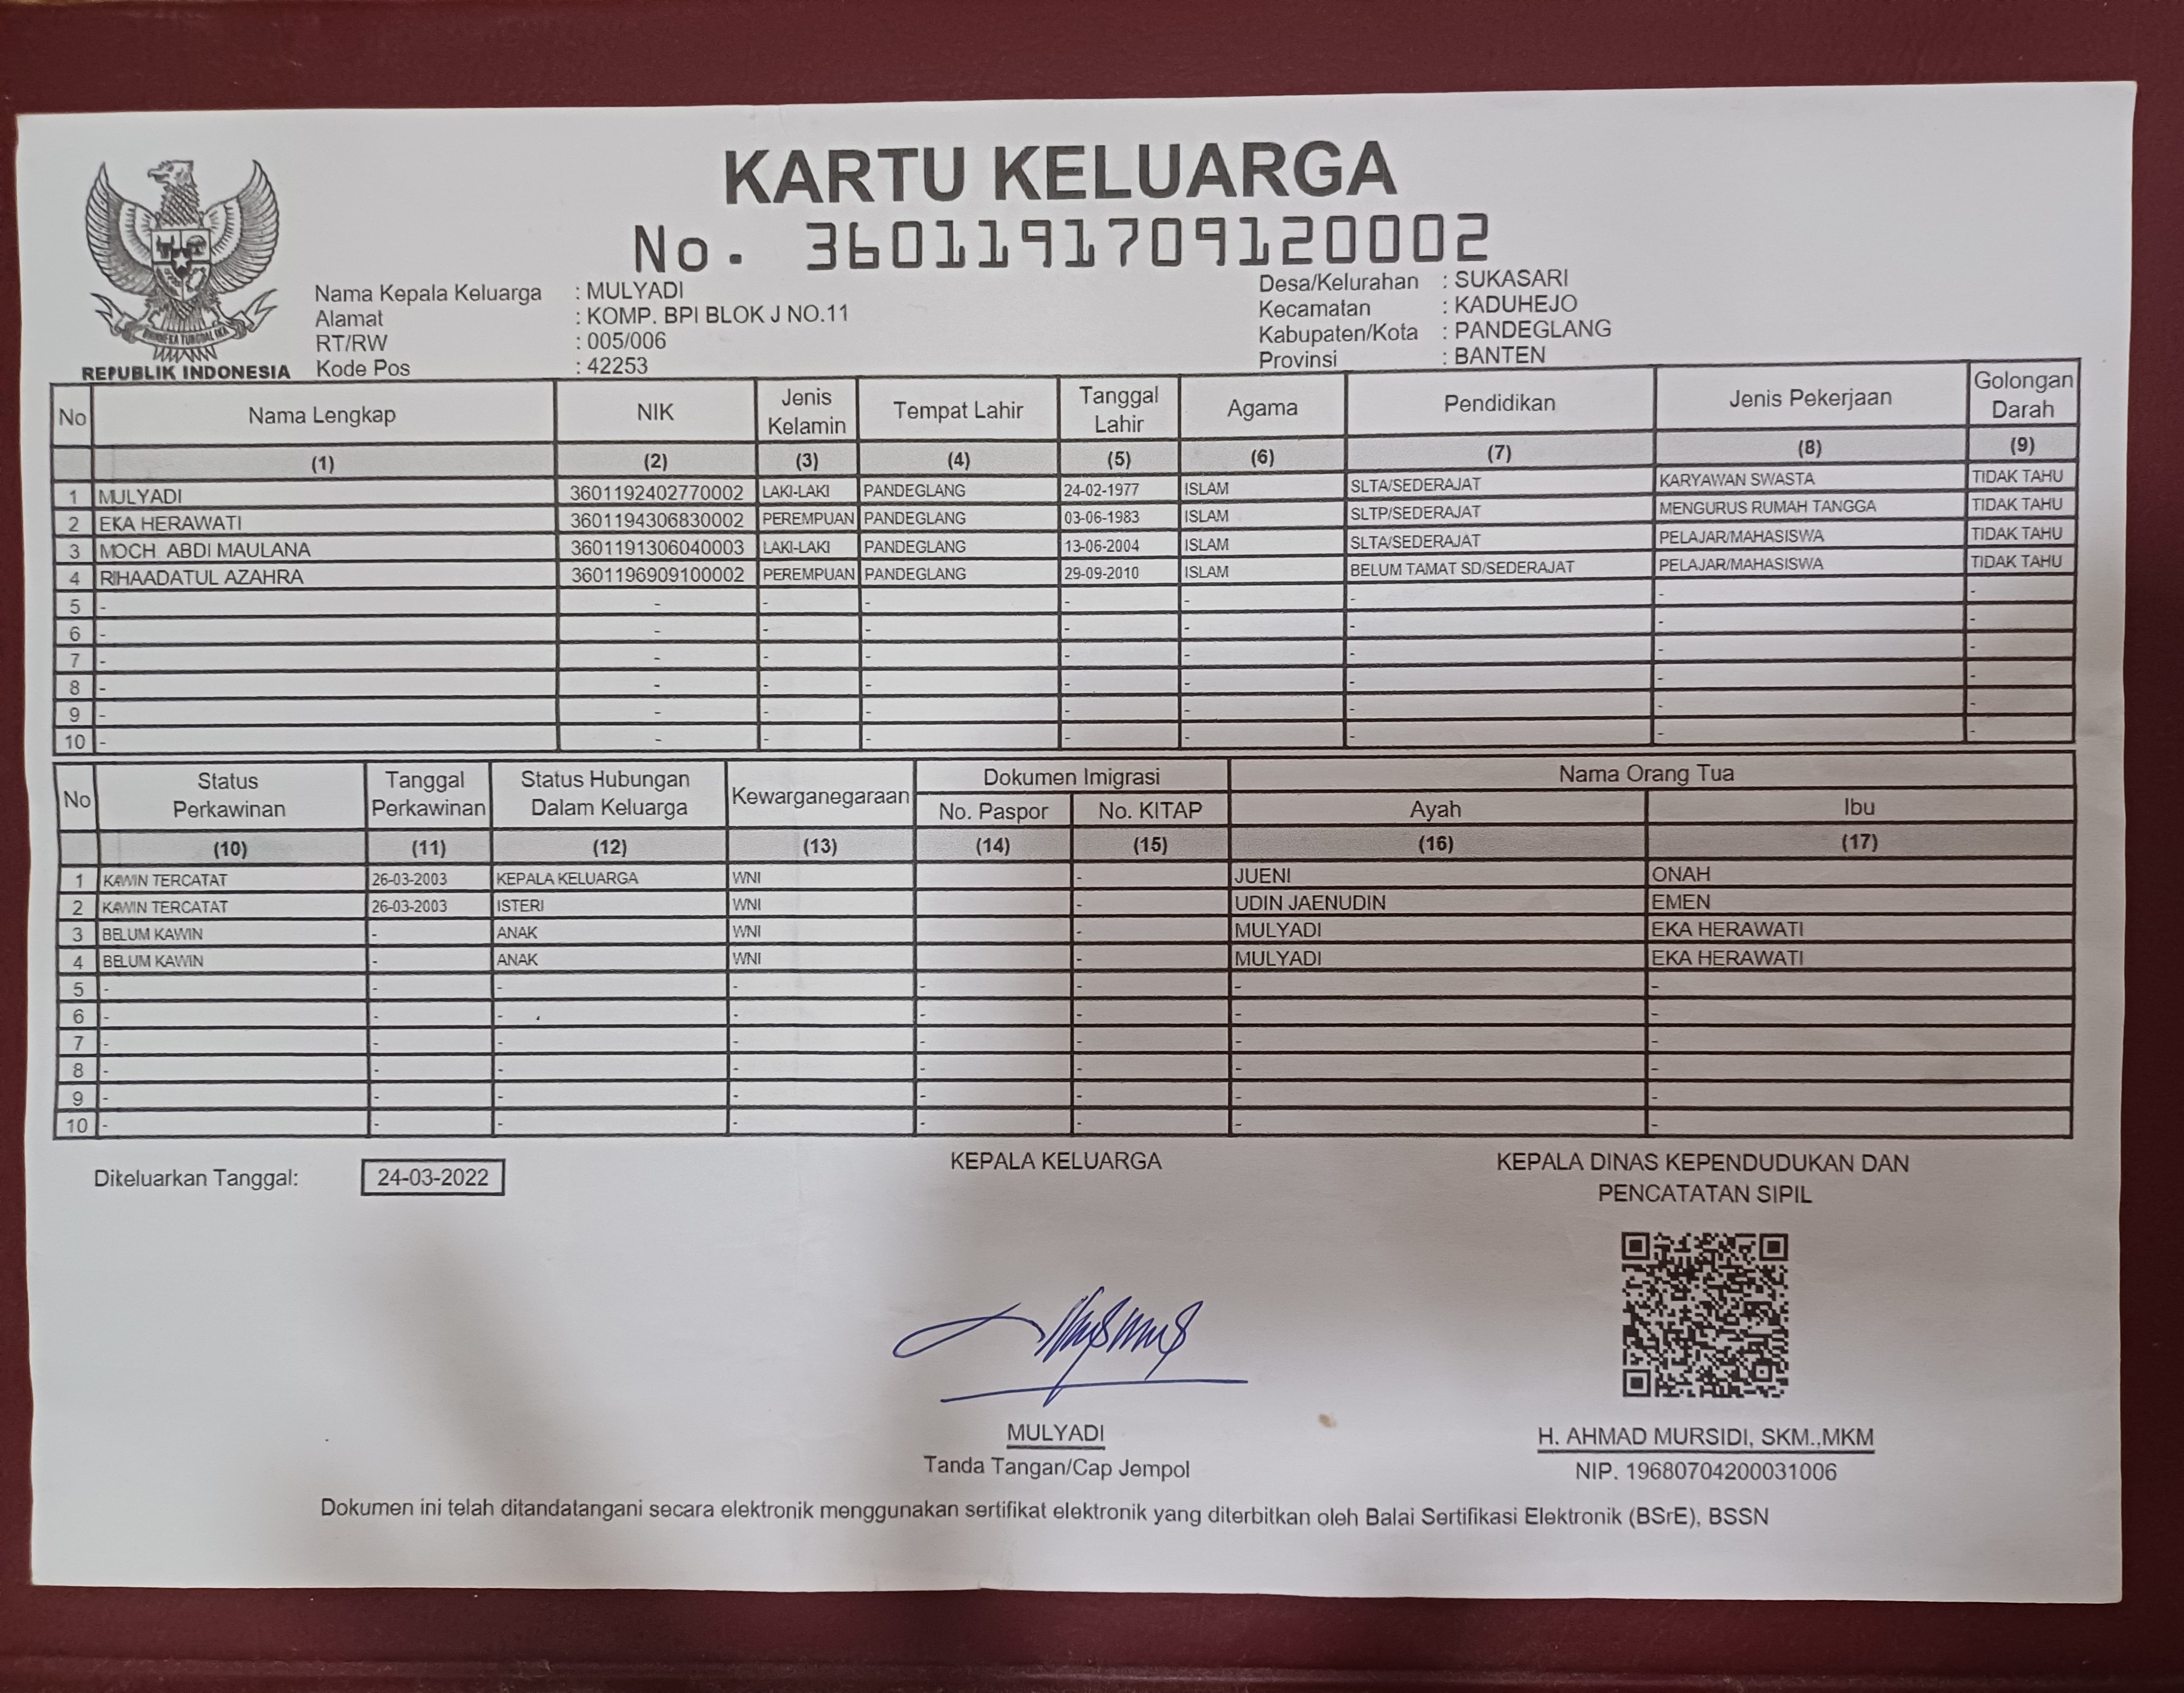 KARTU KELUARGA
No. 3601191709120002
Nama Kepala Keluarga : MULYADI
Alamat : KOMP. BPI BLOK J NO.11
RT/RW : 005/006
Kode Pos : 42253
Desa/Kelurahan : SUKASARI
Kecamatan : KADUHEJO
Kabupaten/Kota : PANDEGLANG
Provinsi : BANTEN
BHINNEKA TUNGGAL IKA
REPUBLIK INDONESIA
No Nama Lengkap NIK Jenis Kelamin Tempat Lahir Tanggal Lahir Agama Pendidikan Jenis Pekerjaan Golongan Darah
(1) (2) (3) (4) (5) (6) (7) (8) (9)
1 MULYADI 3601192402770002 LAKI-LAKI PANDEGLANG 24-02-1977 ISLAM SLTA/SEDERAJAT KARYAWAN SWASTA TIDAK TAHU
2 EKA HERAWATI 3601194306830002 PEREMPUAN PANDEGLANG 03-06-1983 ISLAM SLTP/SEDERAJAT MENGURUS RUMAH TANGGA TIDAK TAHU
3 MOCH. ABDI MAULANA 3601191306040003 LAKI-LAKI PANDEGLANG 13-06-2004 ISLAM SLTA/SEDERAJAT PELAJAR/MAHASISWA TIDAK TAHU
4 RIHAADATUL AZAHRA 3601196909100002 PEREMPUAN PANDEGLANG 29-09-2010 ISLAM BELUM TAMAT SD/SEDERAJAT PELAJAR/MAHASISWA TIDAK TAHU
5 - - - - - - - - -
6 - - - - - - - - -
7 - - - - - - - - -
8 - - - - - - - - -
9 - - - - - - - - -
10 - - - - - - - - -
No Status Perkawinan Tanggal Perkawinan Status Hubungan Dalam Keluarga Kewarganegaraan Dokumen Imigrasi Nama Orang Tua
No. Paspor No. KITAP Ayah Ibu
(10) (11) (12) (13) (14) (15) (16) (17)
1 KAWIN TERCATAT 26-03-2003 KEPALA KELUARGA WNI - JUENI ONAH
2 KAWIN TERCATAT 26-03-2003 ISTERI WNI - UDIN JAENUDIN EMEN
3 BELUM KAWIN - ANAK WNI - MULYADI EKA HERAWATI
4 BELUM KAWIN - ANAK WNI - MULYADI EKA HERAWATI
5 - - - - - - - -
6 - - - - - - - -
7 - - - - - - - -
8 - - - - - - - -
9 - - - - - - - -
10 - - - - - - - -
Dikeluarkan Tanggal: 24-03-2022
KEPALA KELUARGA
MULYADI
Tanda Tangan/Cap Jempol
KEPALA DINAS KEPENDUDUKAN DAN
PENCATATAN SIPIL
H. AHMAD MURSIDI, SKM.,MKM
NIP. 19680704200031006
Dokumen ini telah ditandatangani secara elektronik menggunakan sertifikat elektronik yang diterbitkan oleh Balai Sertifikasi Elektronik (BSrE), BSSN